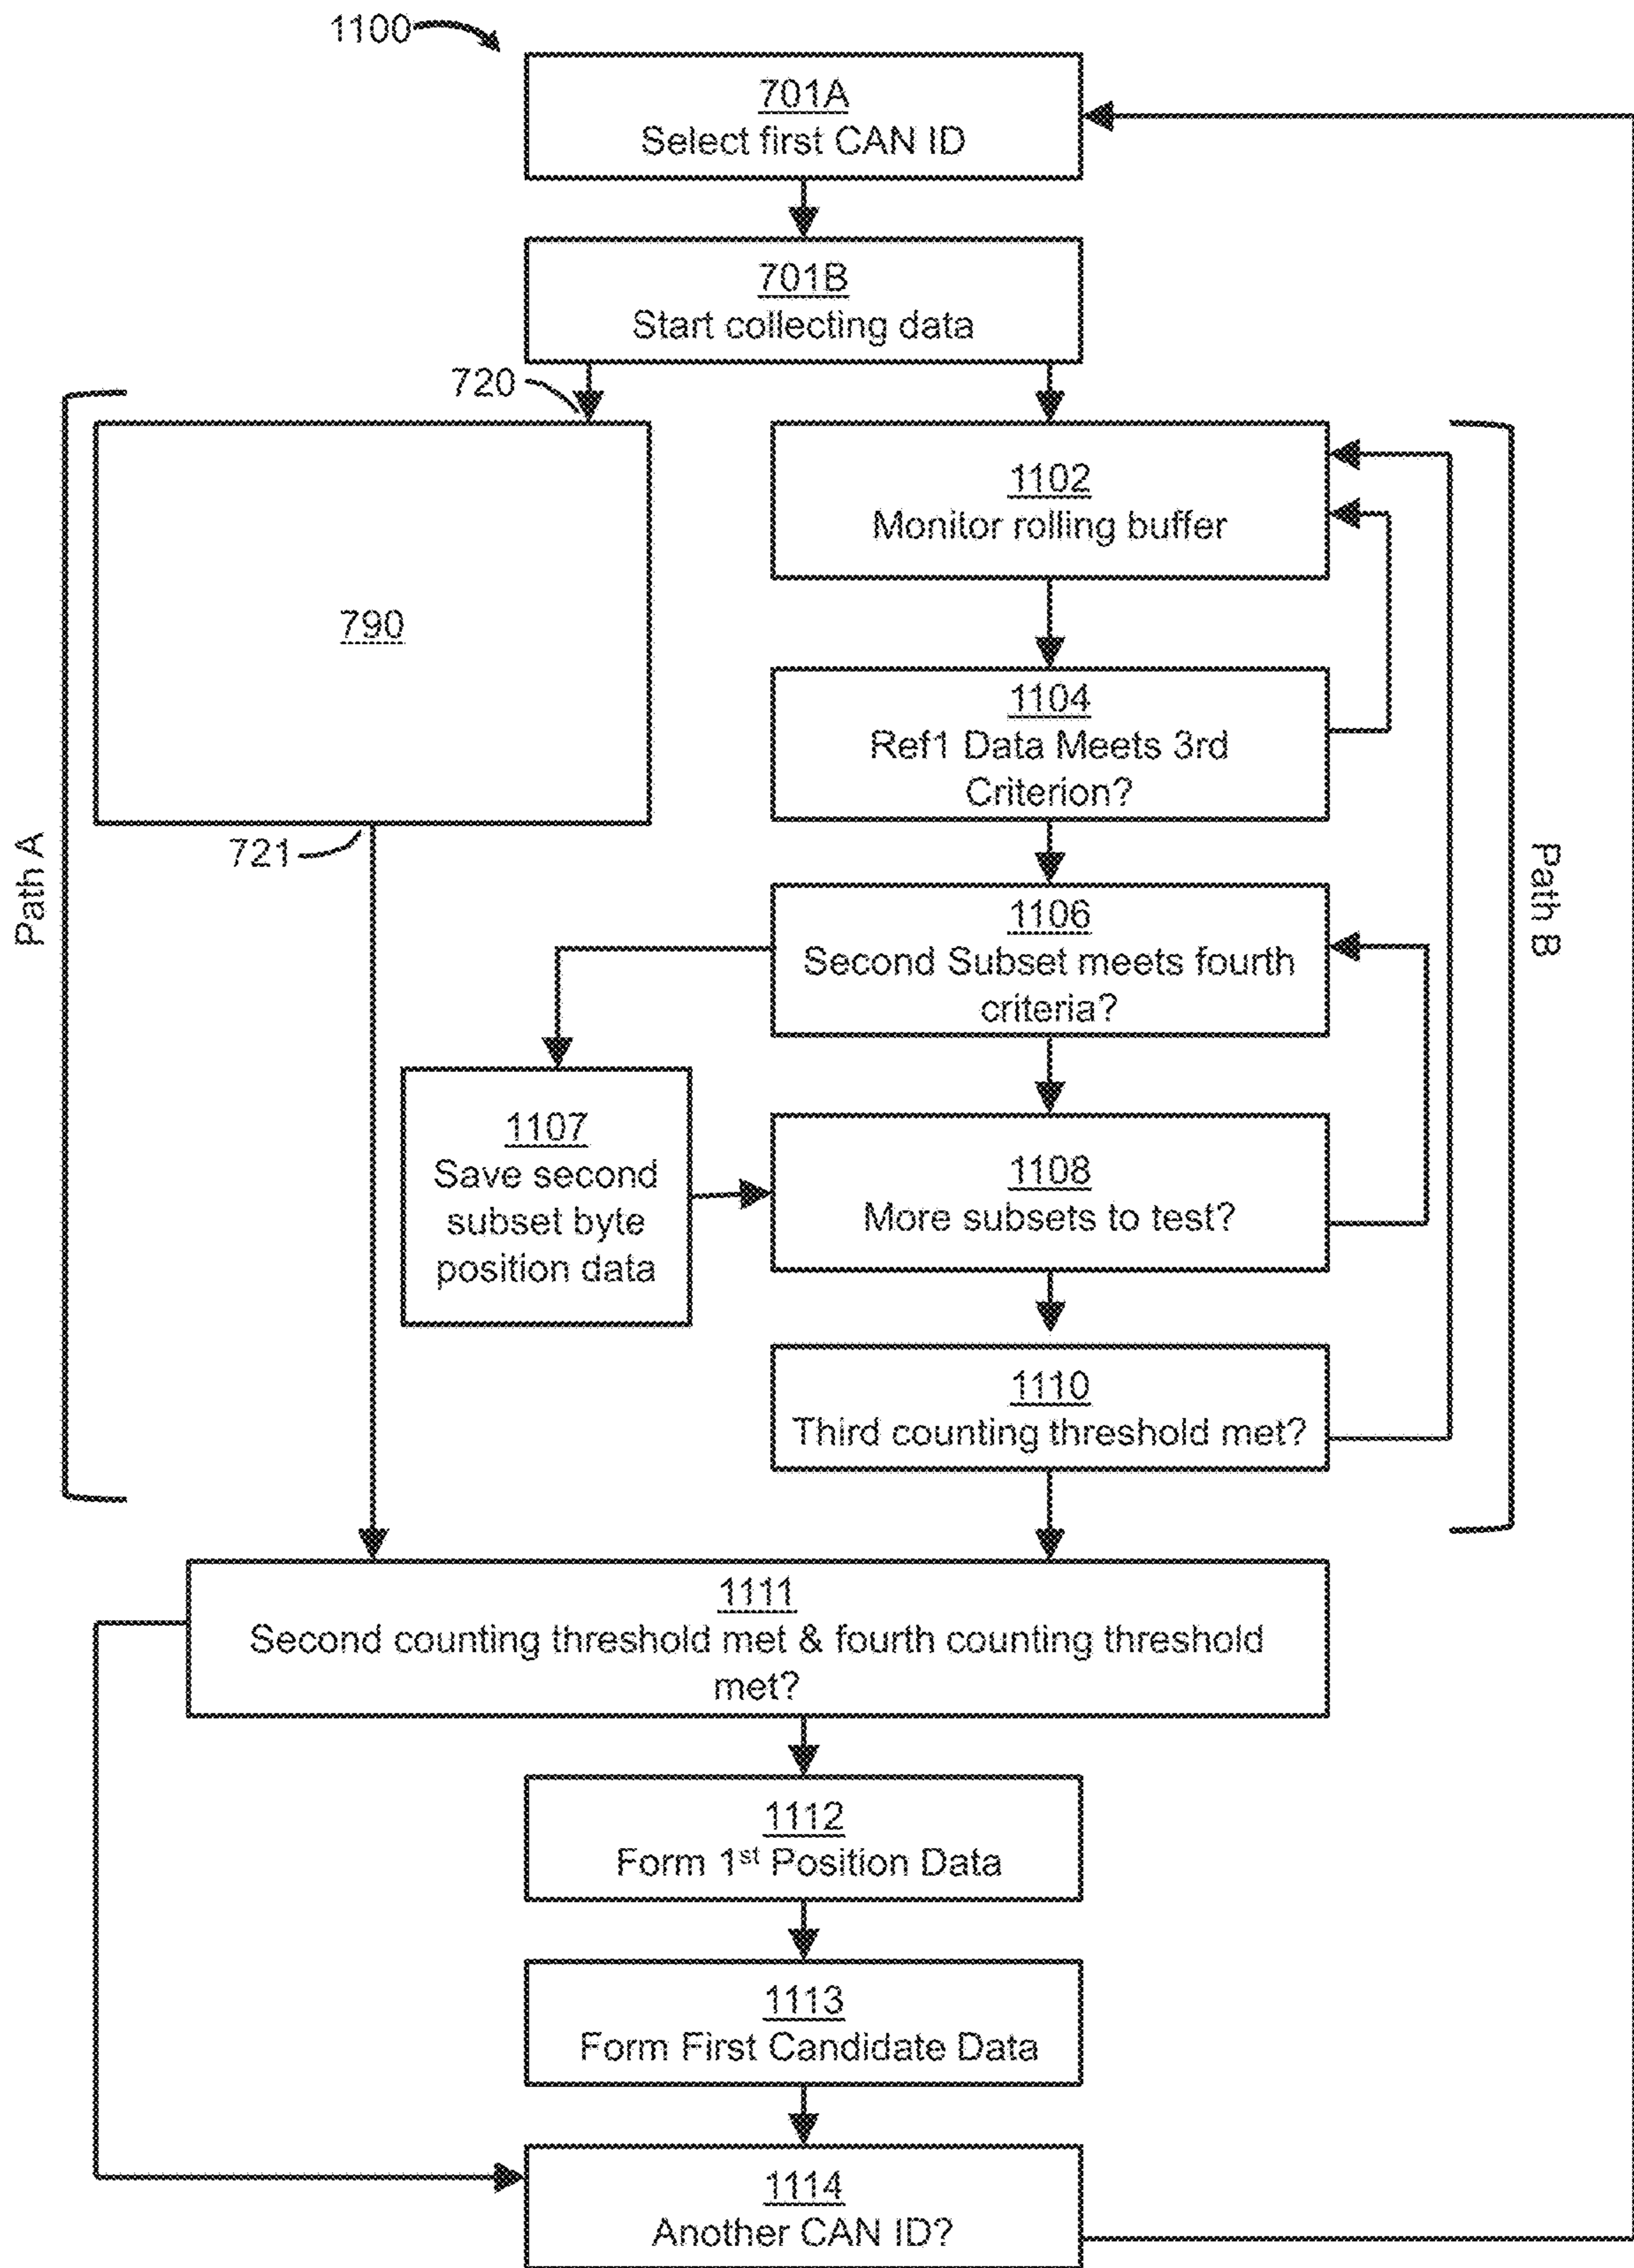 1100
701A
Select first CAN ID
701B
Start collecting data
720
790
721
Path A
1102
Monitor rolling buffer
1104
Ref1 Data Meets 3rd
Criterion?
1106
Second Subset meets fourth
criteria?
1107
Save second
subset byte
position data
1108
More subsets to test?
1110
Third counting threshold met?
Path B
1111
Second counting threshold met & fourth counting threshold
met?
1112
Form 1st Position Data
1113
Form First Candidate Data
1114
Another CAN ID?